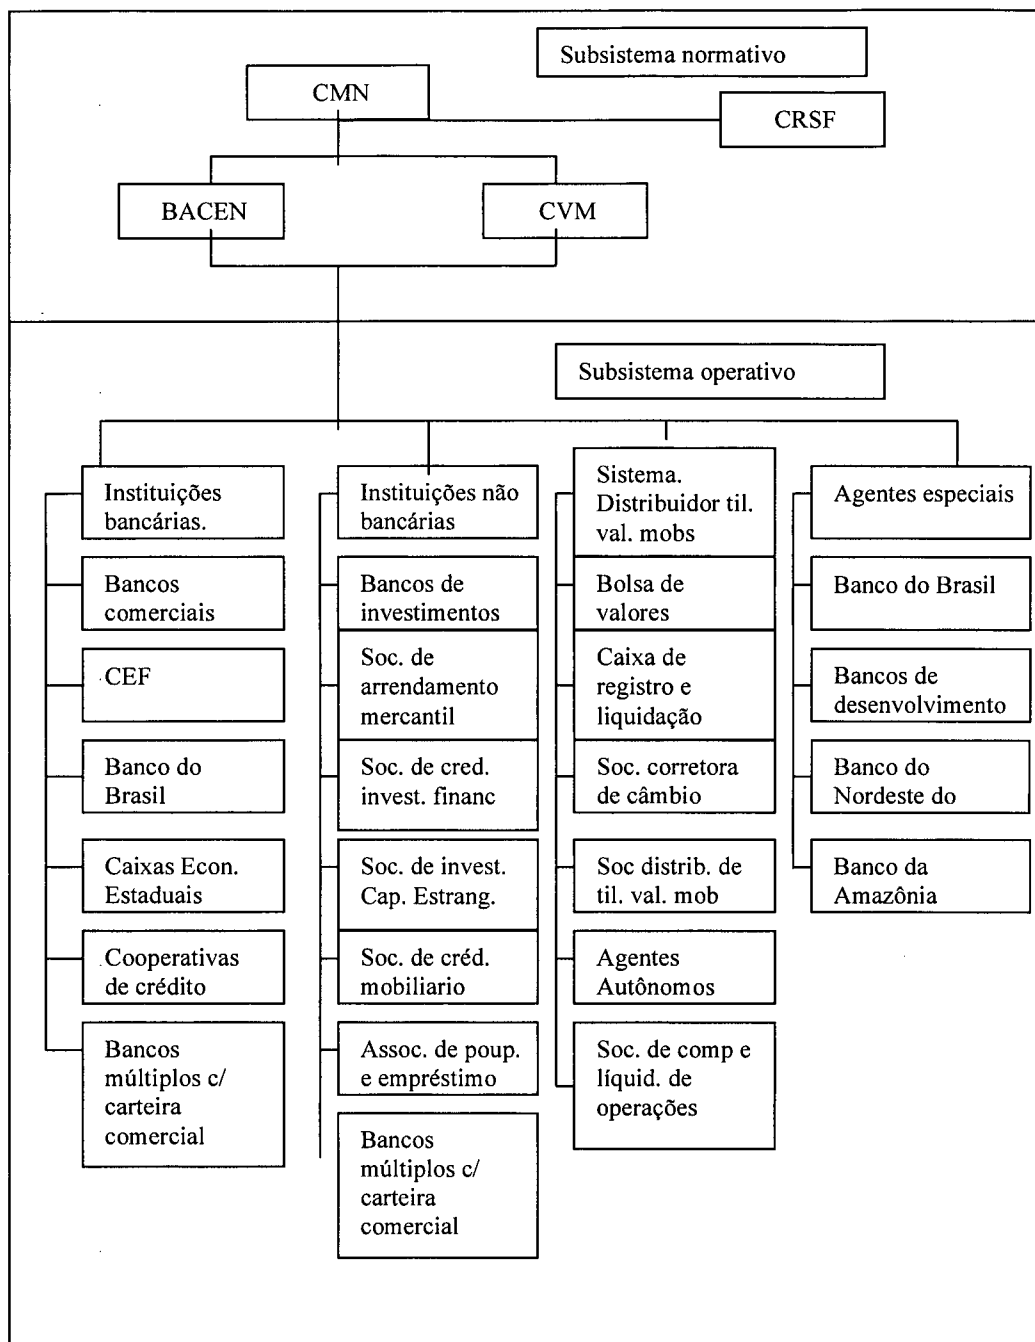 Subsistema normativo
CMN
CRSF
BACEN
CVM
Subsistema operativo
Instituições
bancárias.
Bancos
comerciais
CEF
Banco do
Brasil
Caixas Econ.
Estaduais
Cooperativas
de crédito
Bancos
múltiplos c/
carteira
comercial
Instituições não
bancárias
Bancos de
investimentos
Soc. de
arrendamento
mercantil
Soc. de cred.
invest. financ
Soc. de invest.
Cap. Estrang.
Soc. de créd.
mobiliario
Assoc. de poup.
e empréstimo
Bancos
múltiplos c/
carteira
comercial
Sistema.
Distribuidor til.
val. mobs
Bolsa de
valores
Caixa de
registro e
liquidação
Soc. corretora
de câmbio
Soc distrib. de
til. val. mob
Agentes
Autônomos
Soc. de comp e
líquid. de
operações
Agentes especiais
Banco do Brasil
Bancos de
desenvolvimento
Banco do
Nordeste do
Banco da
Amazônia